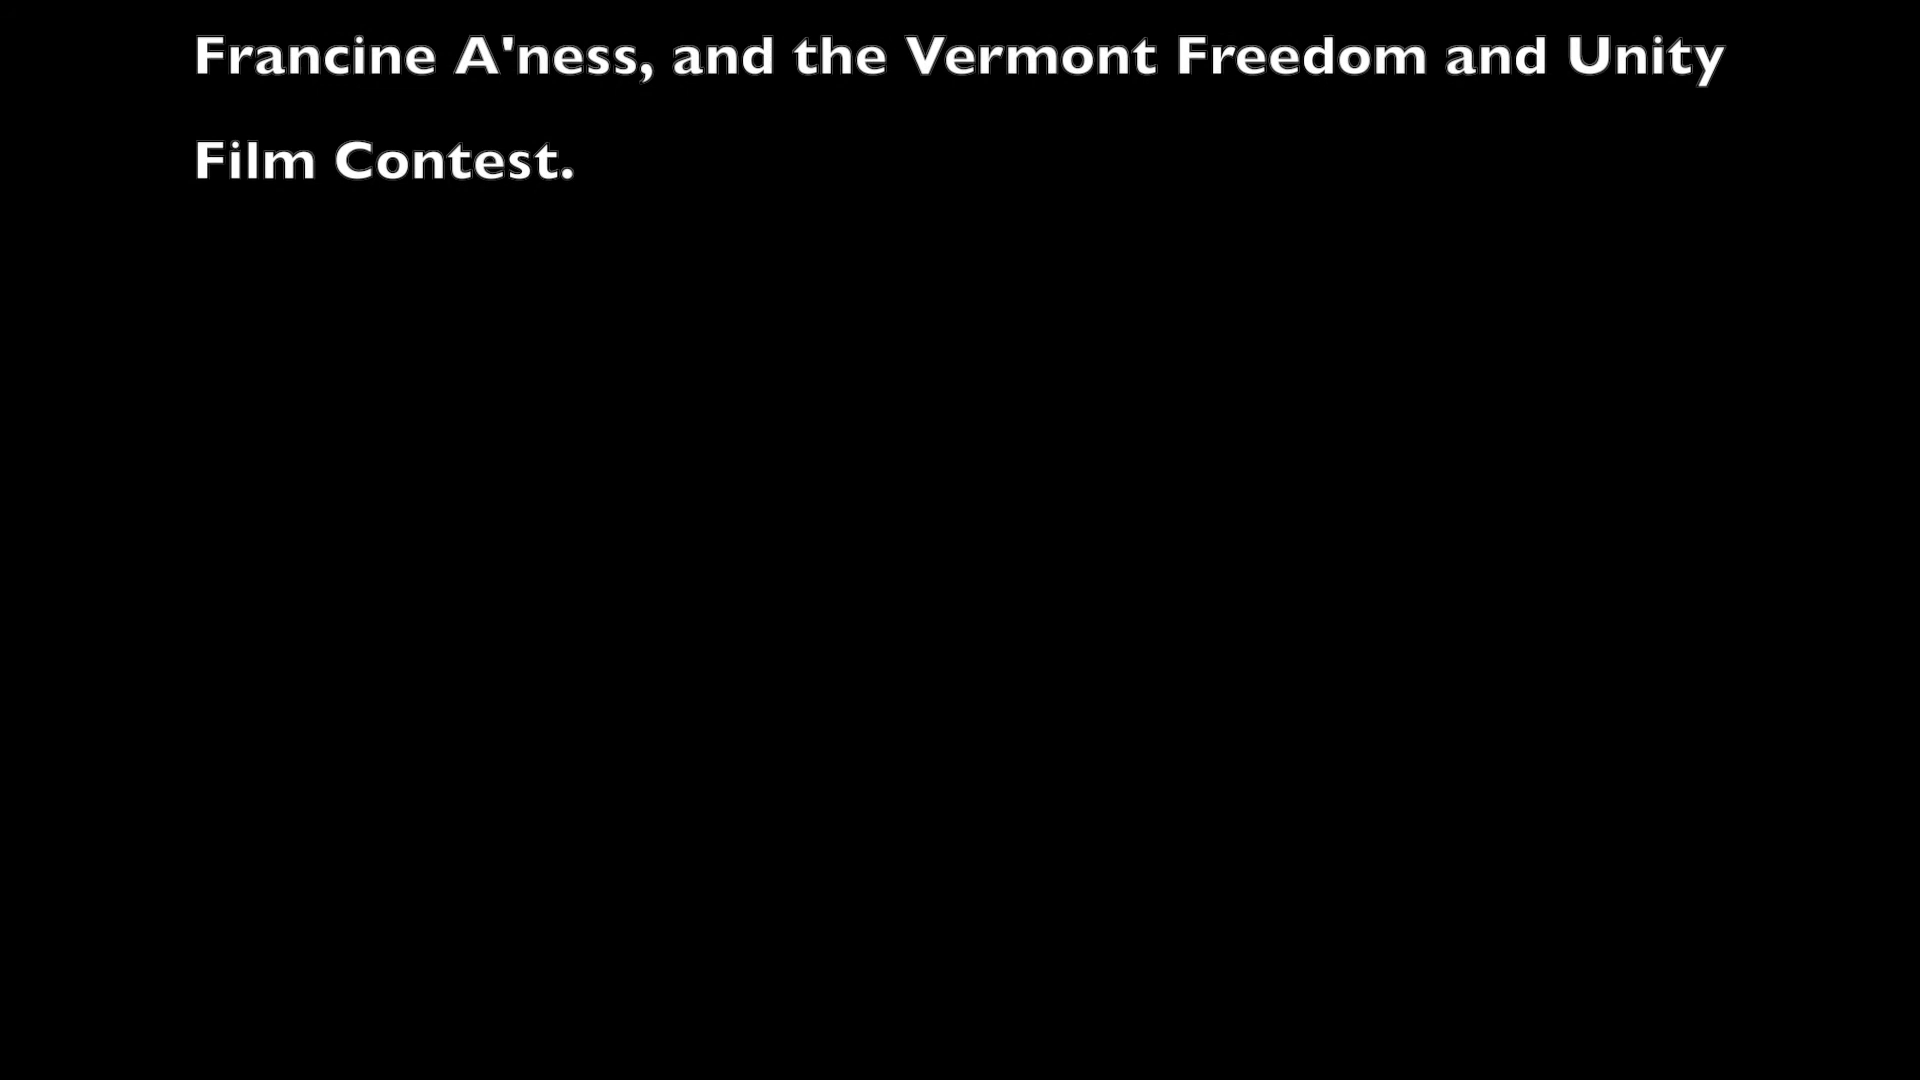 Francine A'ness, and the Vermont Freedom and Unity
Film Contest.